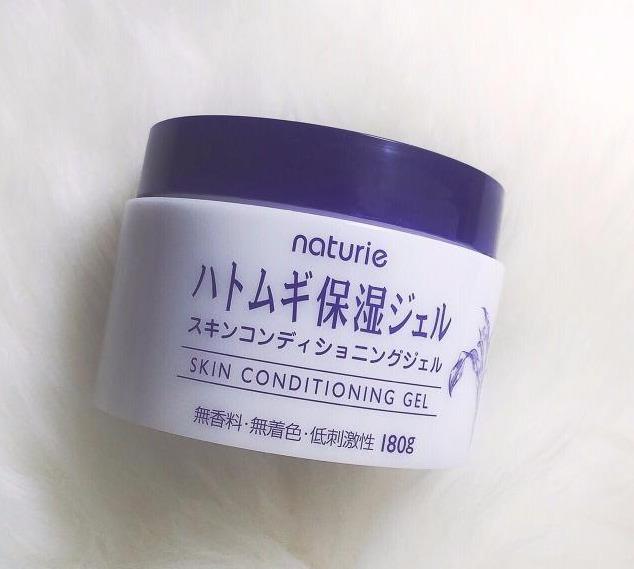 naturie
ハトムギ保湿ジェル
スキンコンディショニングジェル
SKIN CONDITIONING GEL
無香料・無着色・低刺激性 180g